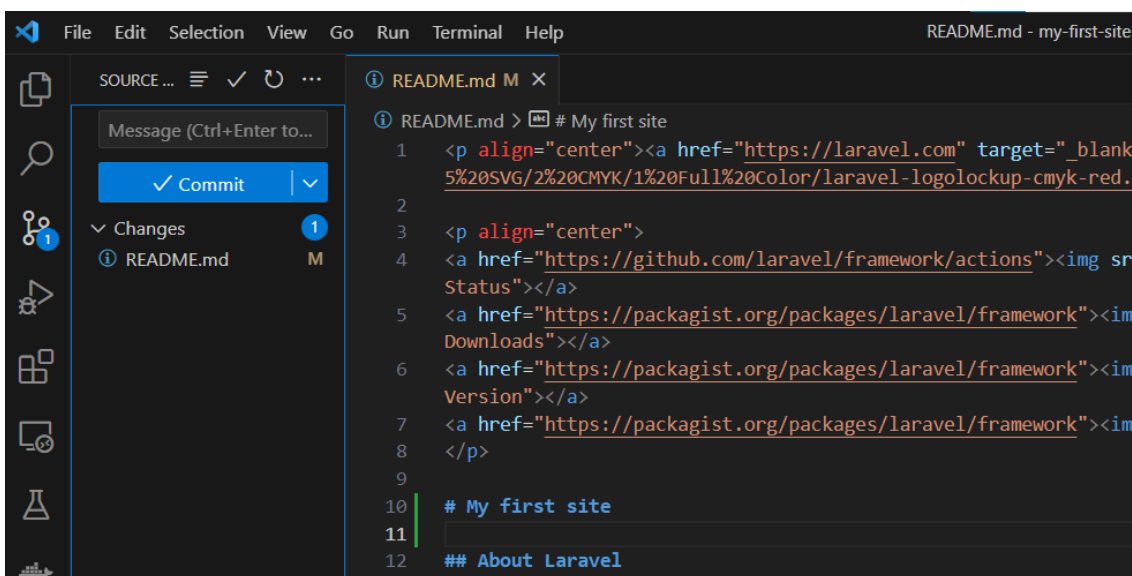 File Edit Selection View Go Run Terminal Help README.md - my-first-site
SOURCE ...
Message (Ctrl+Enter to...
Commit
Changes 1
README.md M
1
README.md M
README.md > # My first site
1 <p align="center"><a href="https://laravel.com" target="_blank
5%20SVG/2%20CMYK/1%20Full%20Color/laravel-logolockup-cmyk-red.
2
3 <p align="center">
4 <a href="https://github.com/laravel/framework/actions"><img sr
Status"></a>
5 <a href="https://packagist.org/packages/laravel/framework"><im
Downloads"></a>
6 <a href="https://packagist.org/packages/laravel/framework"><im
Version"></a>
7 <a href="https://packagist.org/packages/laravel/framework"><im
8 </p>
9
10 # My first site
11
12 ## About Laravel